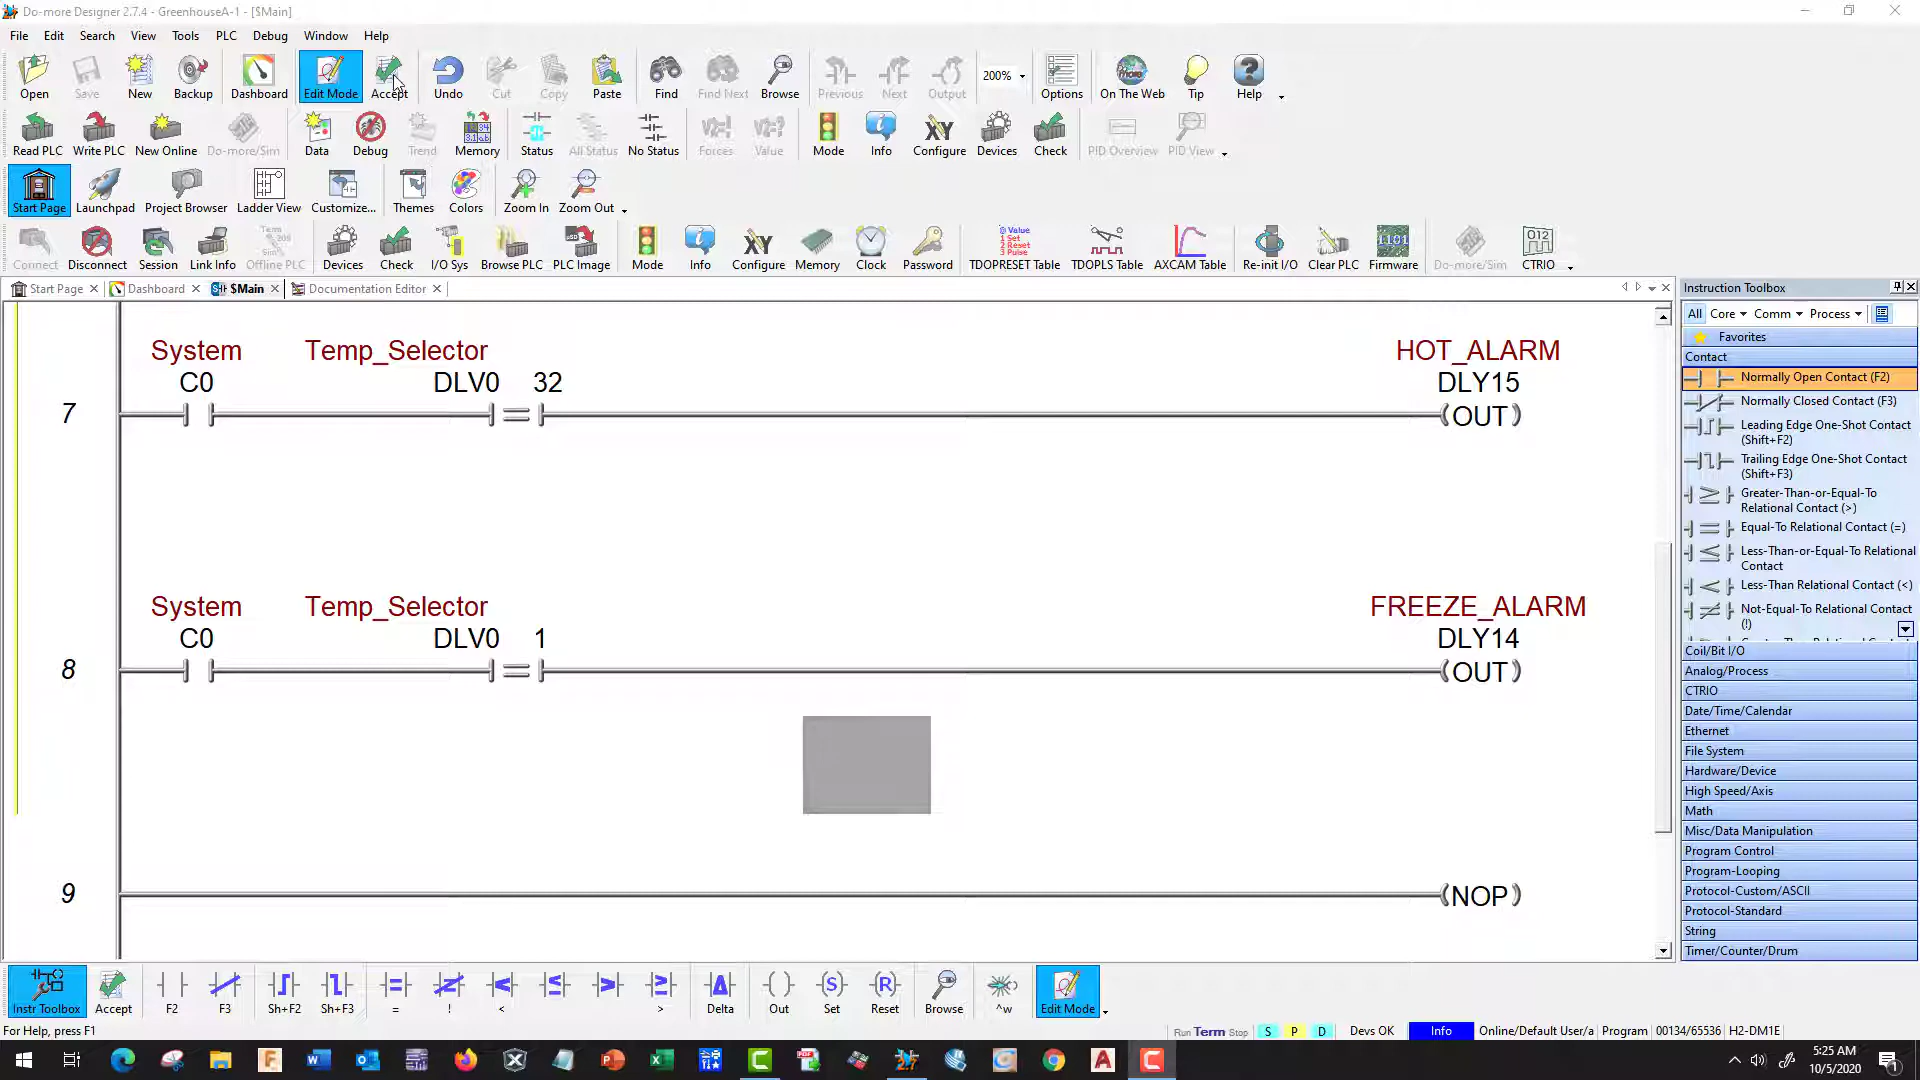 Do-more Designer 2.7.4 - GreenhouseA-1 - [$Main]
File Edit Search View Tools PLC Debug Window Help
Open Save New Backup Dashboard Edit Mode Accept Undo Cut Copy Paste Find Find Next Browse Previous Next Output 200% Options On The Web Tip Help
Read PLC Write PLC New Online Do-more/Sim Data Debug Trend Memory Status All Status No Status Forces Value Mode Info Configure Devices Check PID Overview PID View
Start Page Launchpad Project Browser Ladder View Customize... Themes Colors Zoom In Zoom Out
Connect Disconnect Session Link Info Offline PLC Devices Check I/O Sys Browse PLC PLC Image Mode Info Configure Memory Clock Password TDOPRESET Table TDOPLS Table AXCAM Table Re-init I/O Clear PLC Firmware Do-more/Sim CTRIO
Start Page Dashboard $Main Documentation Editor
Instruction Toolbox
All Core Comm Process
Favorites
Contact
Normally Open Contact (F2)
Normally Closed Contact (F3)
Leading Edge One-Shot Contact
(Shift+F2)
Trailing Edge One-Shot Contact
(Shift+F3)
Greater-Than-or-Equal-To
Relational Contact (>)
Equal-To Relational Contact (=)
Less-Than-or-Equal-To Relational
Contact
Less-Than Relational Contact (<)
Not-Equal-To Relational Contact
(!)
Coil/Bit I/O
Analog/Process
CTRIO
Date/Time/Calendar
Ethernet
File System
Hardware/Device
High Speed/Axis
Math
Misc/Data Manipulation
Program Control
Program-Looping
Protocol-Custom/ASCII
Protocol-Standard
String
Timer/Counter/Drum
System Temp_Selector HOT_ALARM
C0 DLV0 32 DLY15
7 (OUT)
System Temp_Selector FREEZE_ALARM
C0 DLV0 1 DLY14
8 (OUT)
9 (NOP)
Instr Toolbox Accept F2 F3 Sh+F2 Sh+F3 = ! < > Delta Out Set Reset Browse ^w Edit Mode
For Help, press F1
Run Term Stop S P D Devs OK Info Online/Default User/a Program 00134/65536 H2-DM1E
5:25 AM
10/5/2020